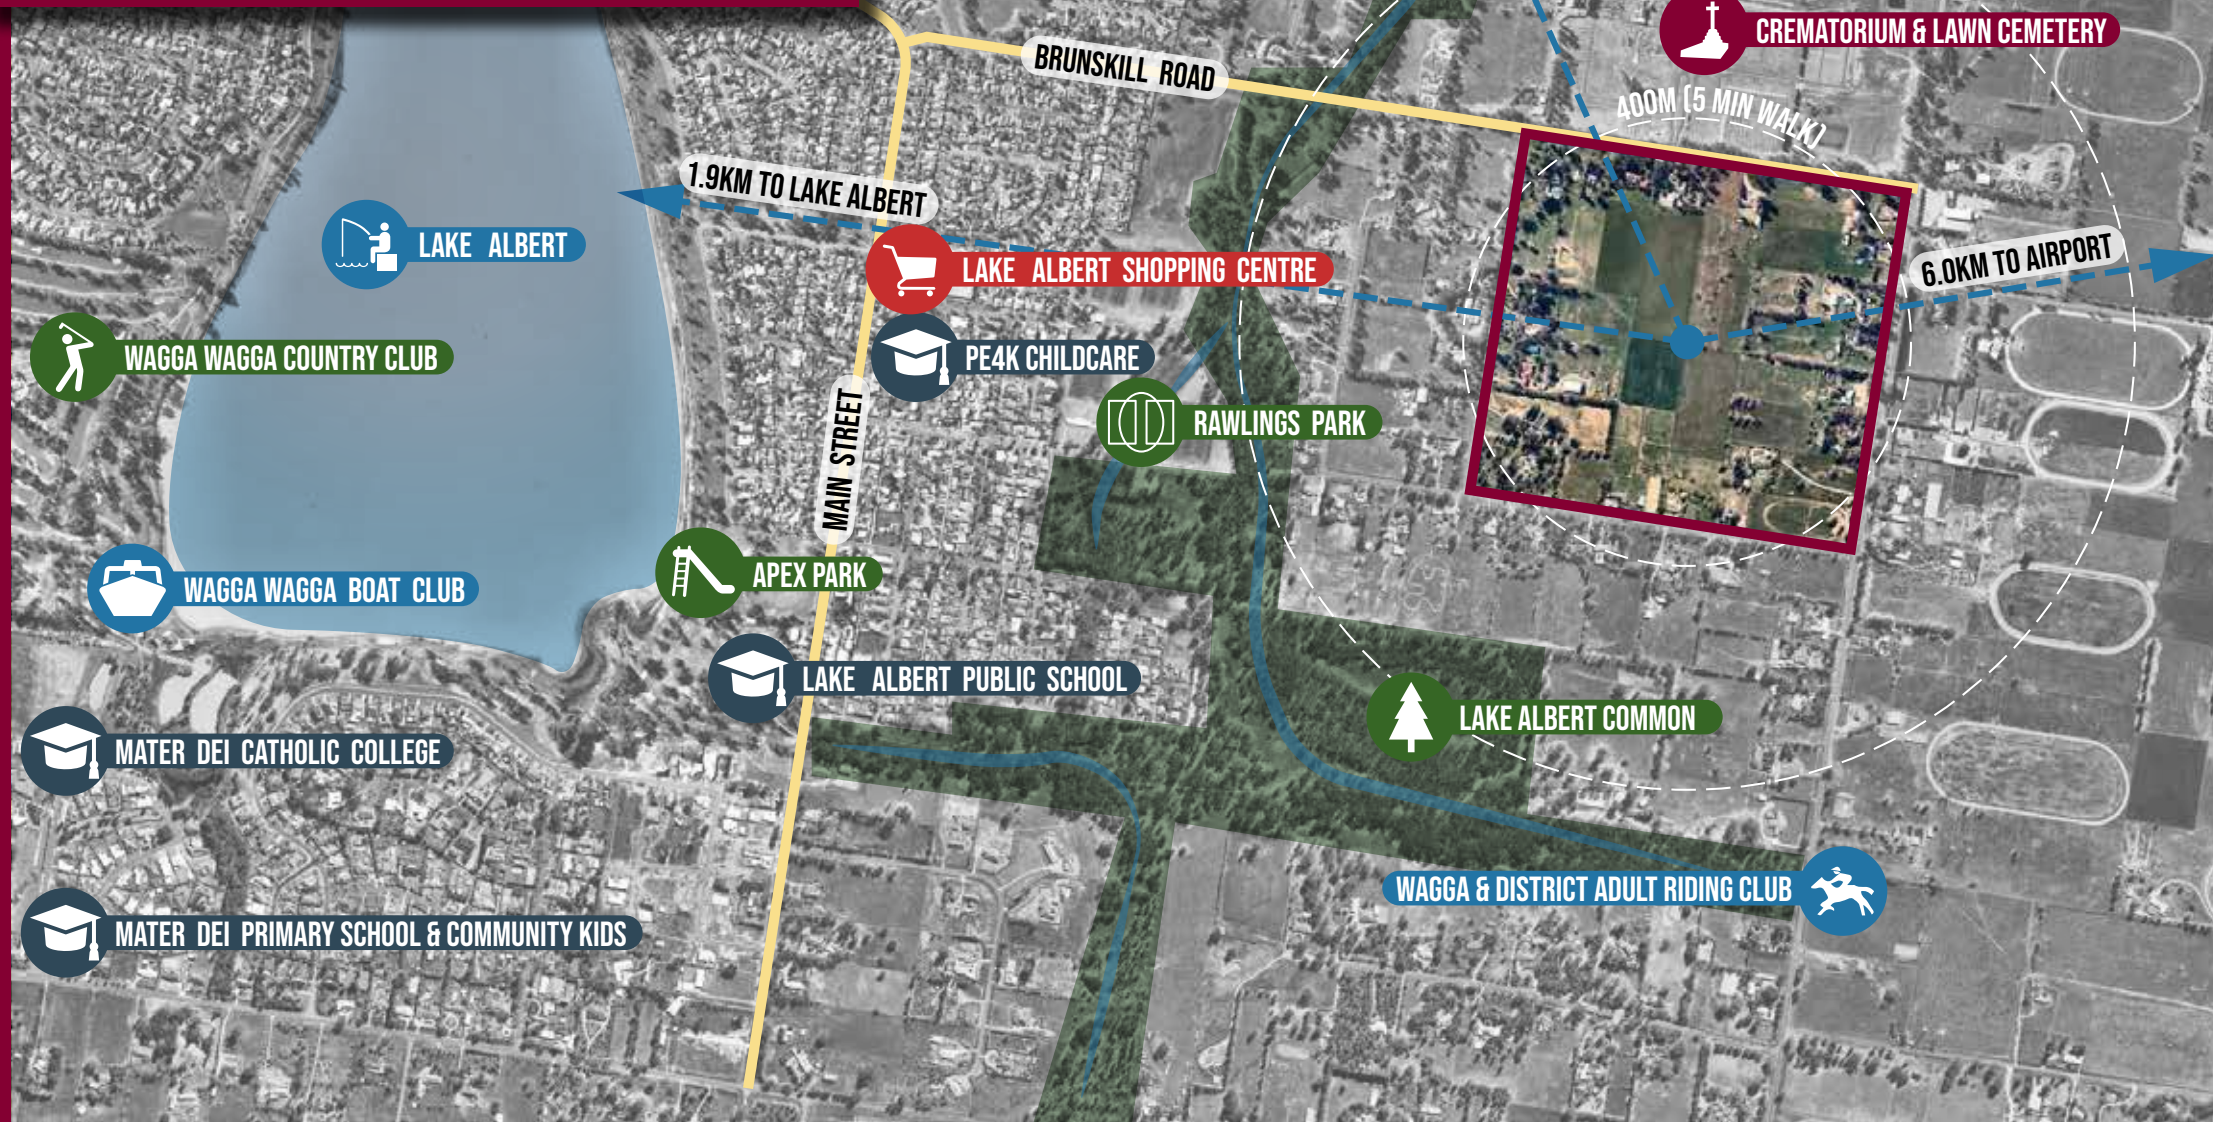 CREMATORIUM & LAWN CEMETERY
BRUNSKILL ROAD
400M (5 MIN WALK)
1.9KM TO LAKE ALBERT
LAKE ALBERT
LAKE ALBERT SHOPPING CENTRE
6.0KM TO AIRPORT
WAGGA WAGGA COUNTRY CLUB
PE4K CHILDCARE
RAWLINGS PARK
MAIN STREET
APEX PARK
WAGGA WAGGA BOAT CLUB
LAKE ALBERT PUBLIC SCHOOL
LAKE ALBERT COMMON
MATER DEI CATHOLIC COLLEGE
WAGGA & DISTRICT ADULT RIDING CLUB
MATER DEI PRIMARY SCHOOL & COMMUNITY KIDS